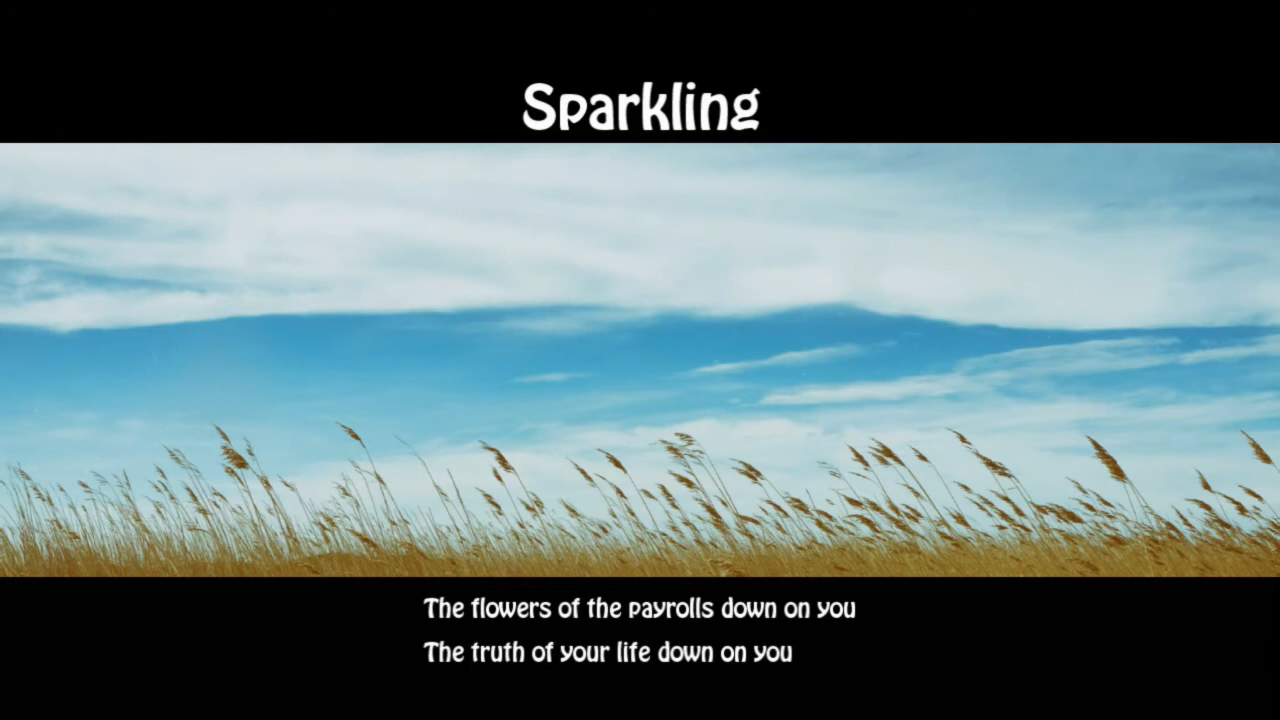 Sparkling
The flowers of the payrolls down on you
The truth of your life down on you